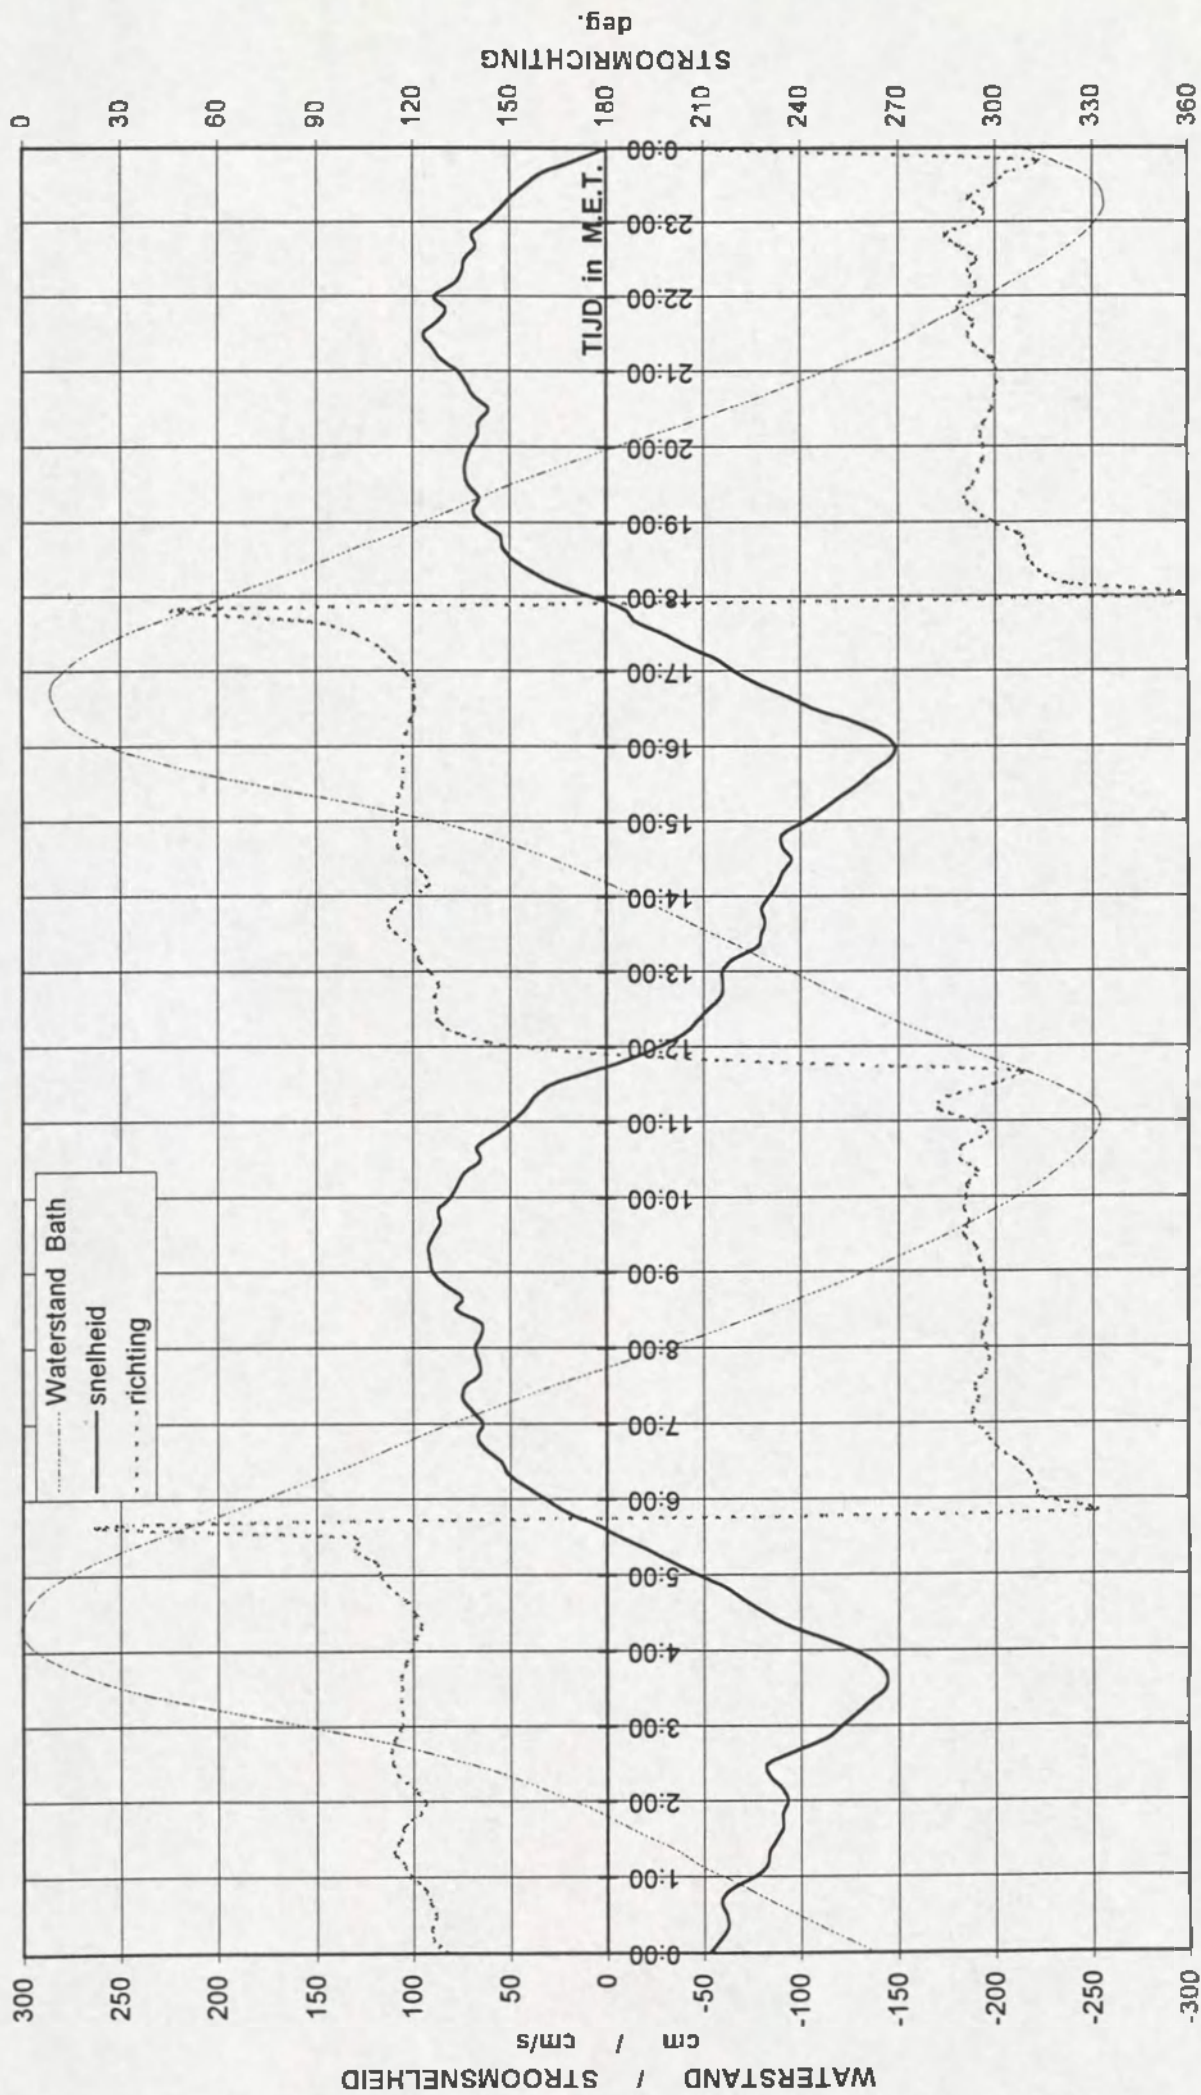 STROOMRICHTING
deg.
0 30 60 90 120 150 180 210 240 270 300 330 360
TIJD in M.E.T.
0:00
23:00
22:00
21:00
20:00
19:00
18:00
17:00
16:00
15:00
14:00
13:00
12:00
11:00
10:00
9:00
8:00
7:00
6:00
5:00
4:00
3:00
2:00
1:00
0:00
Waterstand Bath
snelheid
richting
300 250 200 150 100 50 0 -50 -100 -150 -200 -250 -300
cm / cm/s
WATERSTAND / STROOMSNELHEID